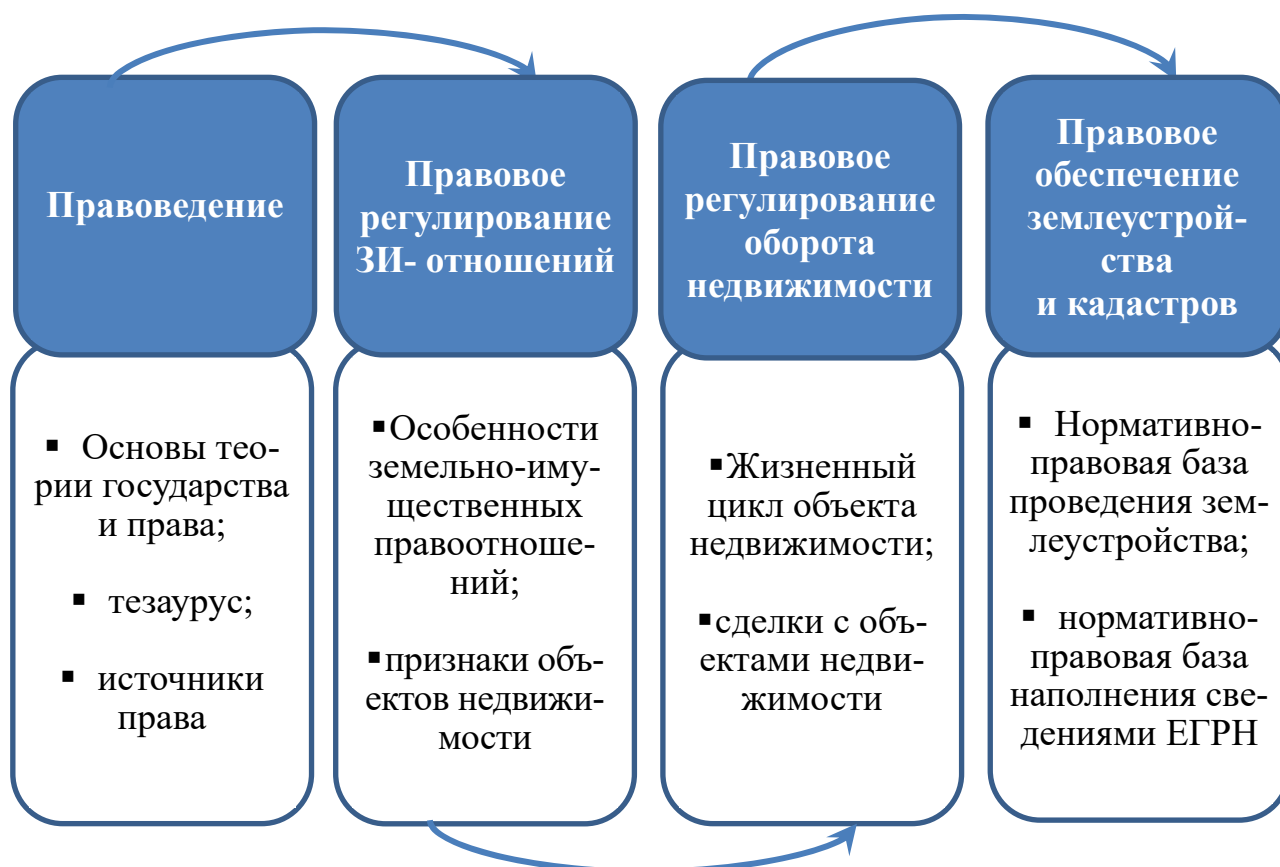 Правоведение
▪ Основы тео-
рии государства
и права;
▪ тезаурус;
▪ источники
права
Правовое
регулирование
ЗИ- отношений
▪Особенности
земельно-иму-
щественных
правоотноше-
ний;
▪признаки объ-
ектов недвижи-
мости
Правовое
регулирование
оборота
недвижимости
▪Жизненный
цикл объекта
недвижимости;
▪сделки с объ-
ектами недви-
жимости
Правовое
обеспечение
землеустрой-
ства
и кадастров
▪ Нормативно-
правовая база
проведения зем-
леустройства;
▪ нормативно-
правовая база
наполнения све-
дениями ЕГРН